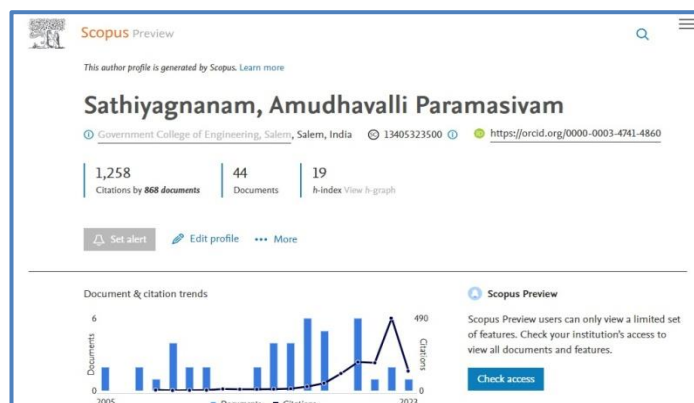 Scopus Preview
This author profile is generated by Scopus. Learn more
Sathiyagnanam, Amudhavalli Paramasivam
Government College of Engineering, Salem, Salem, India 13405323500 https://orcid.org/0000-0003-4741-4860
1,258 44 19
Citations by 868 documents Documents h-index View h-graph
Set alert Edit profile More
Document & citation trends
6 490
Documents
Citations
0 0
2005 2023
Documents Citations
Scopus Preview
Scopus Preview users can only view a limited set
of features. Check your institution's access to
view all documents and features.
Check access